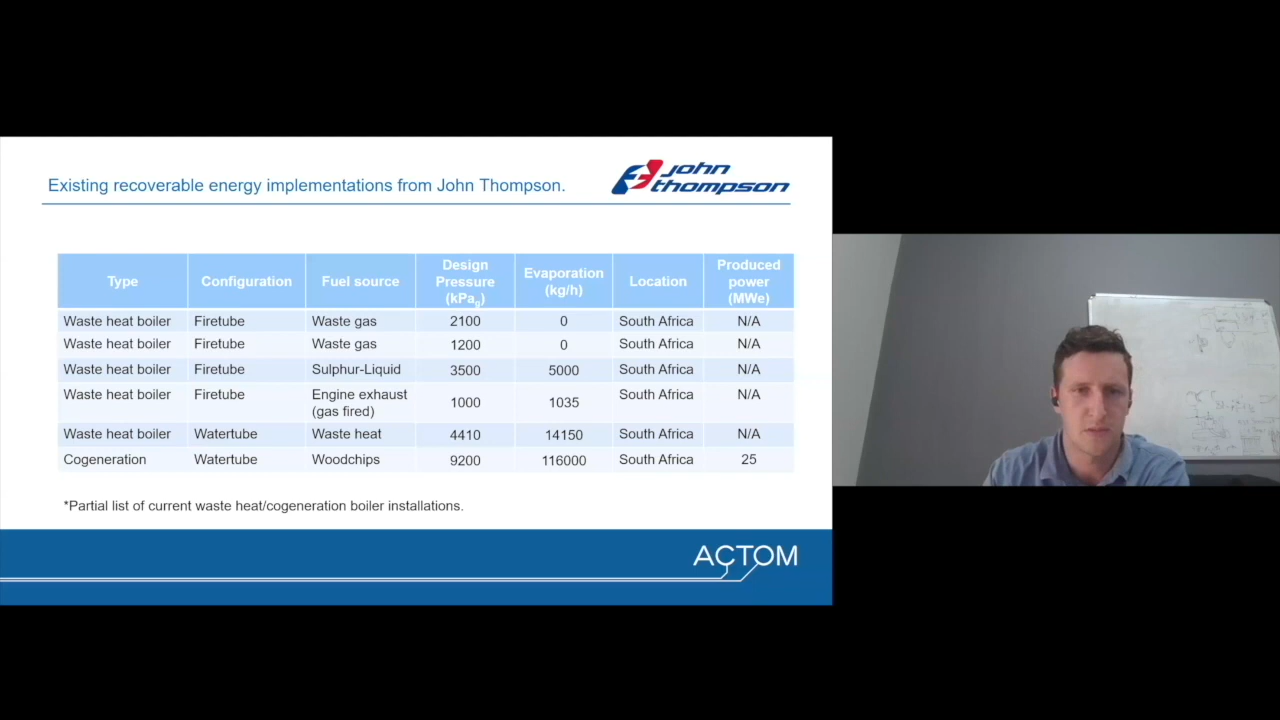 john
thompson
Existing recoverable energy implementations from John Thompson.
Type Configuration Fuel source Design Pressure (kPag) Evaporation (kg/h) Location Produced power (MWe)
Waste heat boiler Firetube Waste gas 2100 0 South Africa N/A
Waste heat boiler Firetube Waste gas 1200 0 South Africa N/A
Waste heat boiler Firetube Sulphur-Liquid 3500 5000 South Africa N/A
Waste heat boiler Firetube Engine exhaust (gas fired) 1000 1035 South Africa N/A
Waste heat boiler Watertube Waste heat 4410 14150 South Africa N/A
Cogeneration Watertube Woodchips 9200 116000 South Africa 25
*Partial list of current waste heat/cogeneration boiler installations.
ACTOM